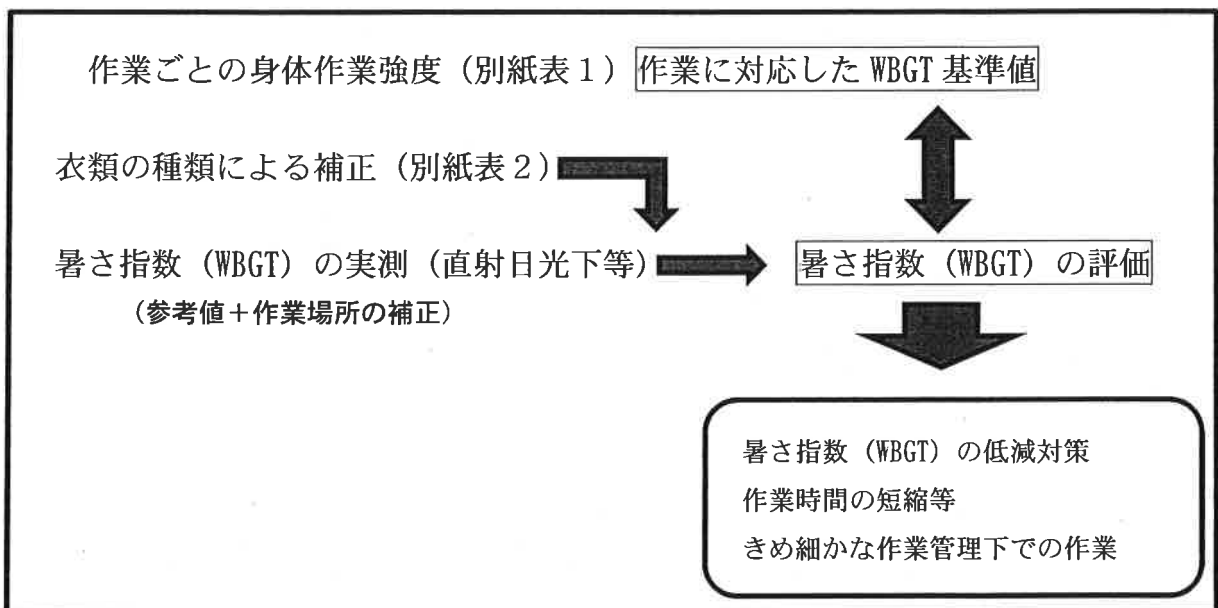 作業ごとの身体作業強度（別紙表１）作業に対応した WBGT 基準値
衣類の種類による補正（別紙表２）
暑さ指数（WBGT）の実測（直射日光下等）
暑さ指数（WBGT）の評価
（参考値＋作業場所の補正）
暑さ指数（WBGT）の低減対策
作業時間の短縮等
きめ細かな作業管理下での作業